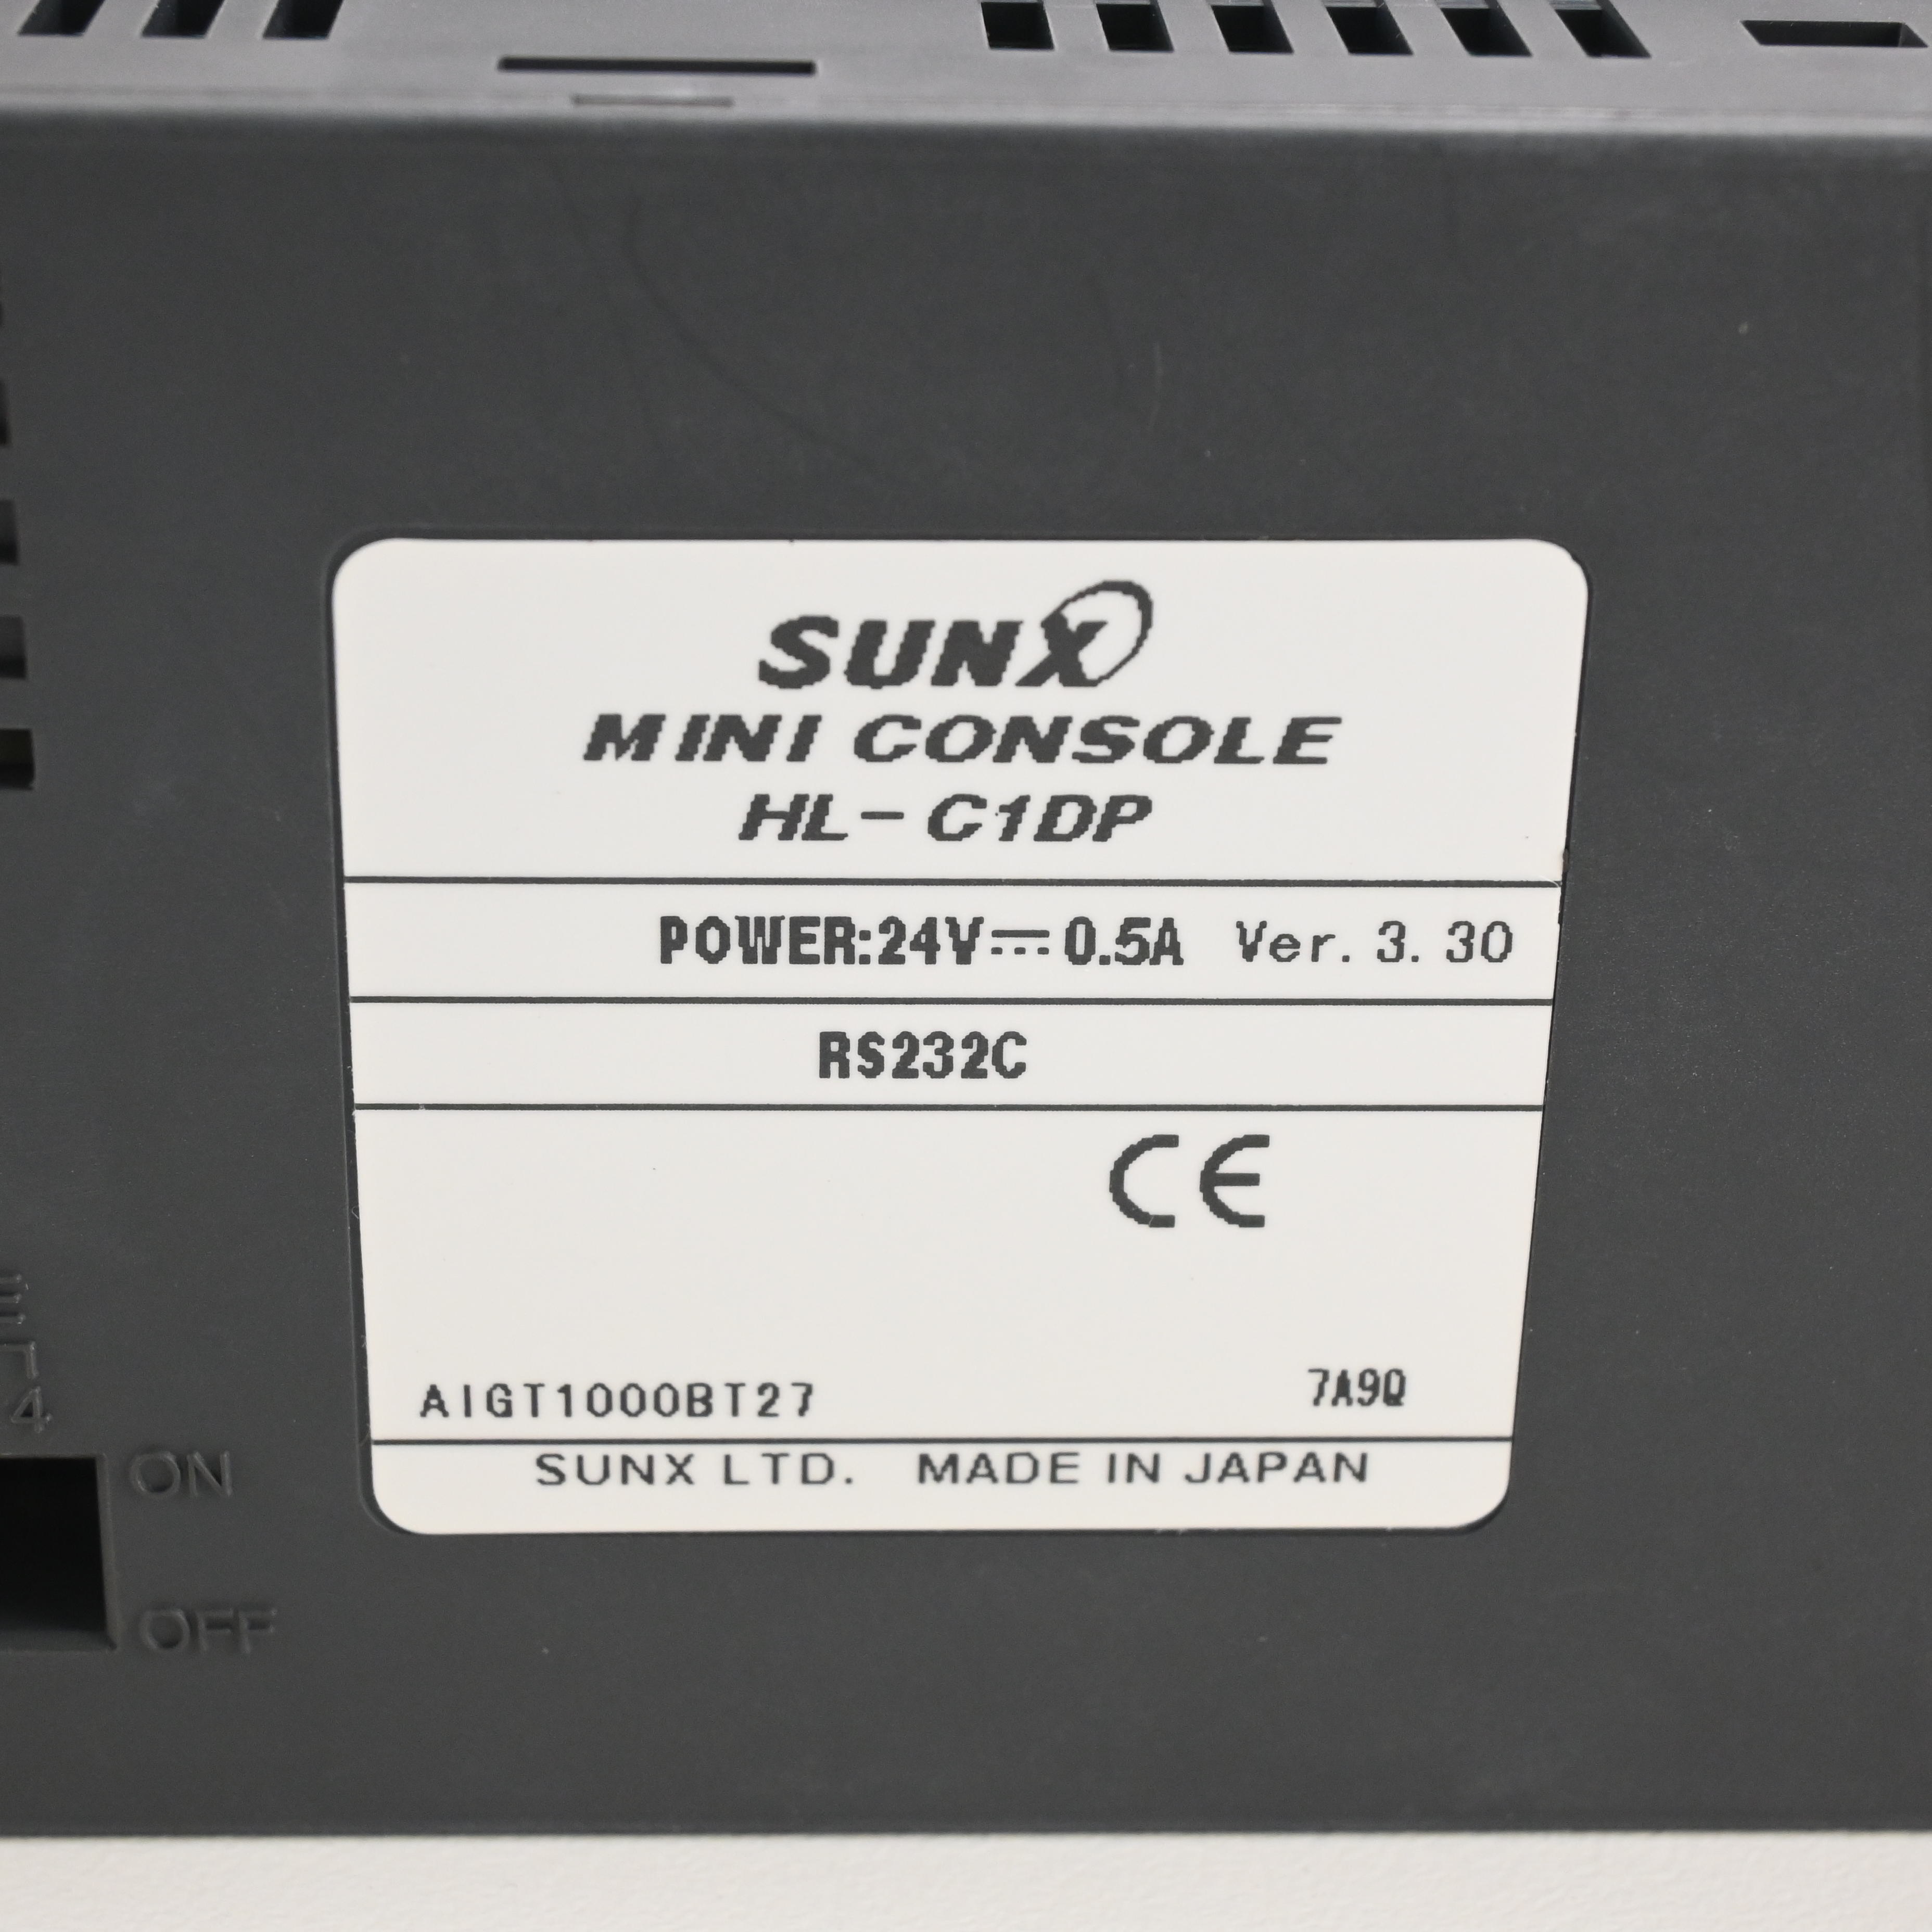 SUNX
MINI CONSOLE
HL-C1DP
POWER:24V⎓0.5A Ver. 3. 30
RS232C
CE
AIGT1000BT27 7A9Q
SUNX LTD. MADE IN JAPAN
4
ON
OFF